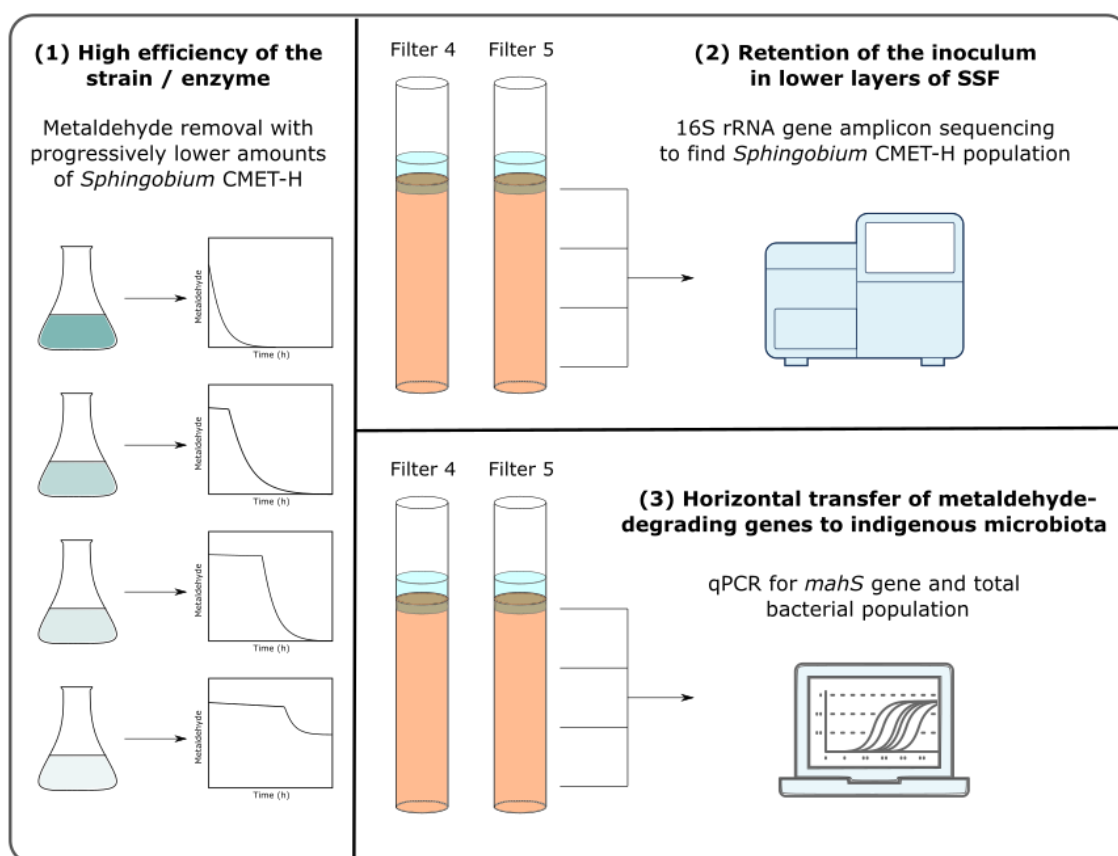 (1) High efficiency of the
strain / enzyme
Metaldehyde removal with
progressively lower amounts
of Sphingobium CMET-H
Metaldehyde
Time (h)
Metaldehyde
Time (h)
Metaldehyde
Time (h)
Metaldehyde
Time (h)
Filter 4
Filter 5
(2) Retention of the inoculum
in lower layers of SSF
16S rRNA gene amplicon sequencing
to find Sphingobium CMET-H population
Filter 4
Filter 5
(3) Horizontal transfer of metaldehyde-
degrading genes to indigenous microbiota
qPCR for mahS gene and total
bacterial population